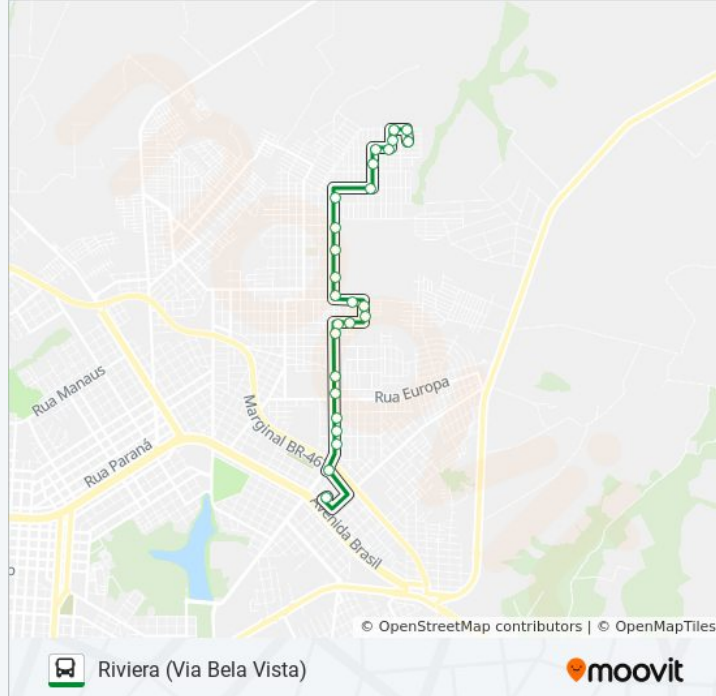 Rua Europa
Rua Manaus
Marginal BR-46
Rua Paraná
Avenida Brasil
o
© OpenStreetMap contributors | © OpenMapTiles
Riviera (Via Bela Vista)
moovit